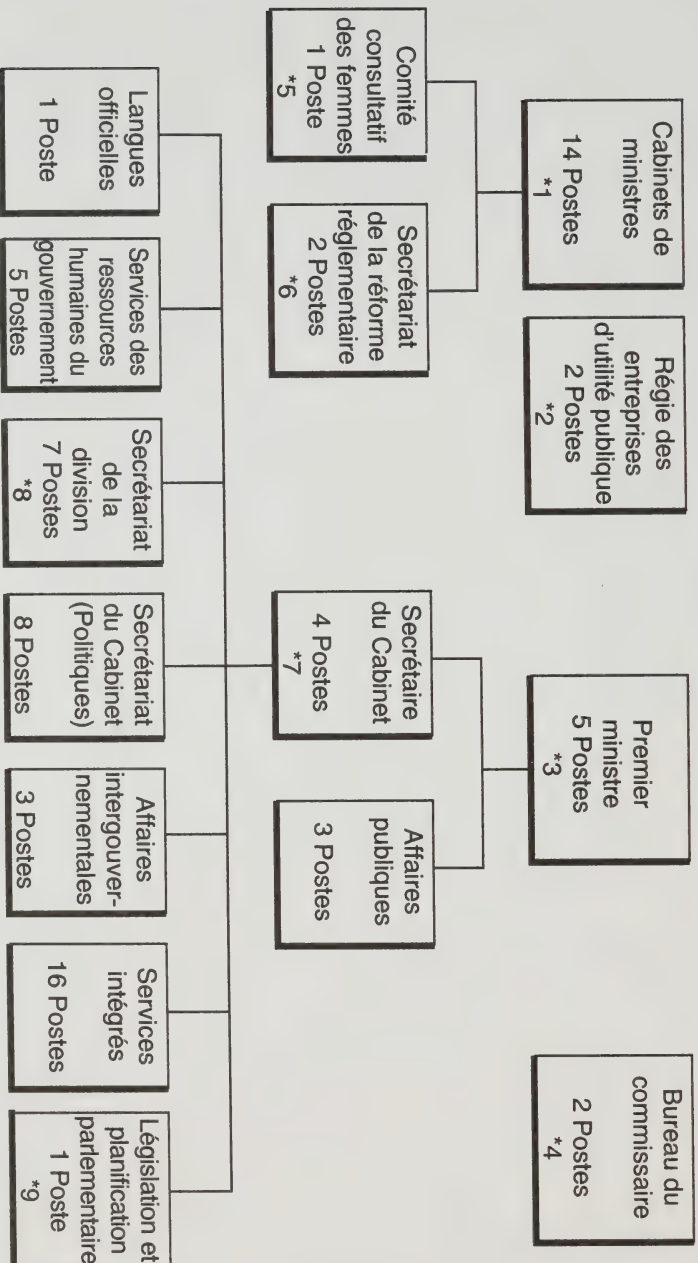 Cabinets de
ministres
14 Postes
*1
Régie des
entreprises
d'utilité publique
2 Postes
*2
Premier
ministre
5 Postes
*3
Bureau du
commissaire
2 Postes
*4
Comité
consultatif
des femmes
1 Poste
*5
Secrétariat
de la réforme
réglementaire
2 Postes
*6
Secrétaire
du Cabinet
4 Postes
*7
Affaires
publiques
3 Postes
Langues
officielles
1 Poste
Services des
ressources
humaines du
gouvernement
5 Postes
Secrétariat
de la
division
7 Postes
*8
Secrétariat
du Cabinet
(Politiques)
8 Postes
Affaires
intergouver-
nementales
3 Postes
Services
intégrés
16 Postes
Législation et
planification
parlementaire
1 Poste
*9